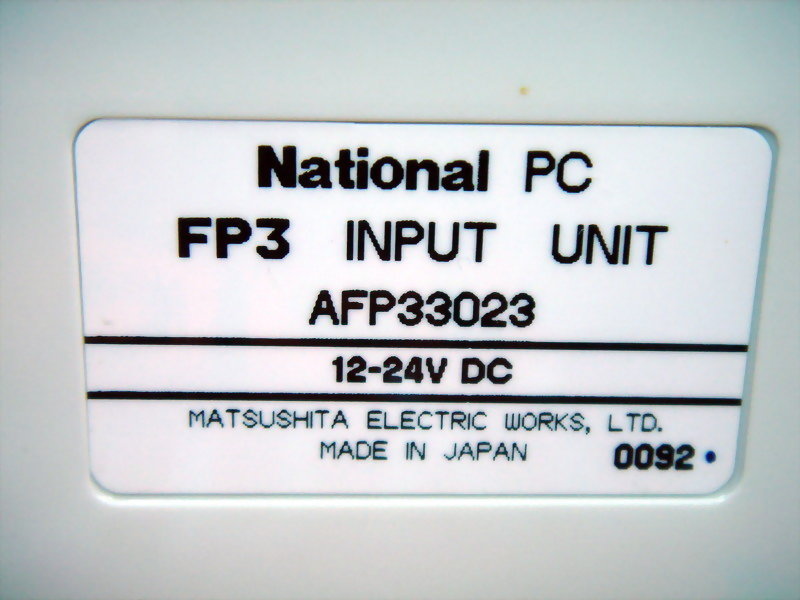 National PC
FP3 INPUT UNIT
AFP33023
12-24V DC
MATSUSHITA ELECTRIC WORKS, LTD.
MADE IN JAPAN 0092